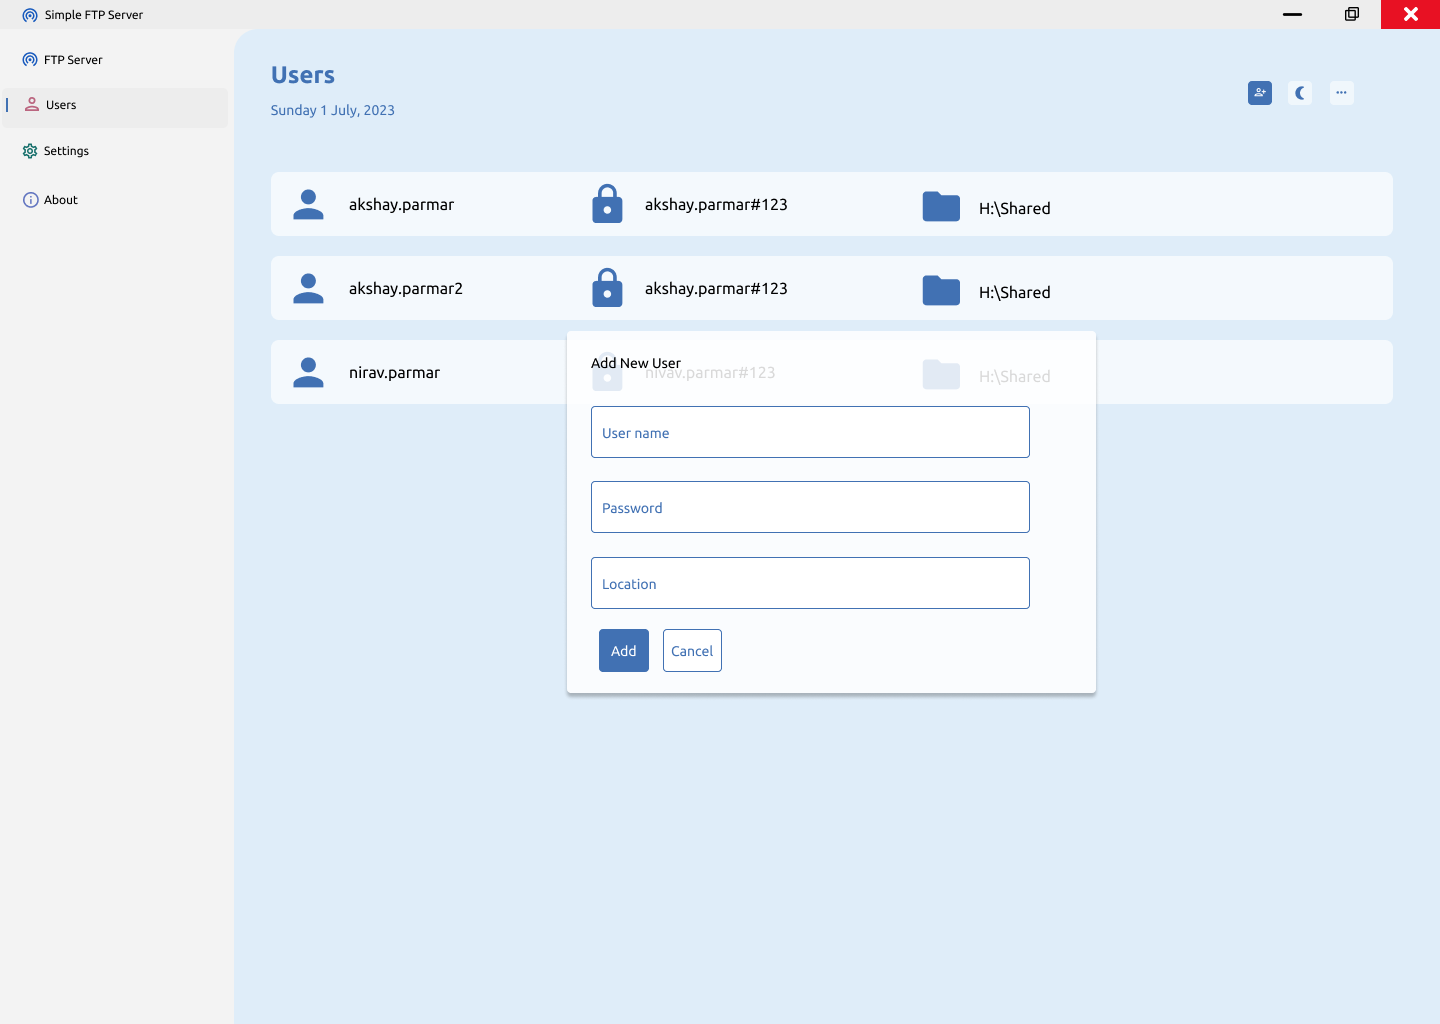 Simple FTP Server
FTP Server
Users
Settings
About
Users
Sunday 1 July, 2023
akshay.parmar
akshay.parmar#123
H:\Shared
akshay.parmar2
akshay.parmar#123
H:\Shared
nirav.parmar
nirav.parmar#123
H:\Shared
Add New User
User name
Password
Location
Add
Cancel